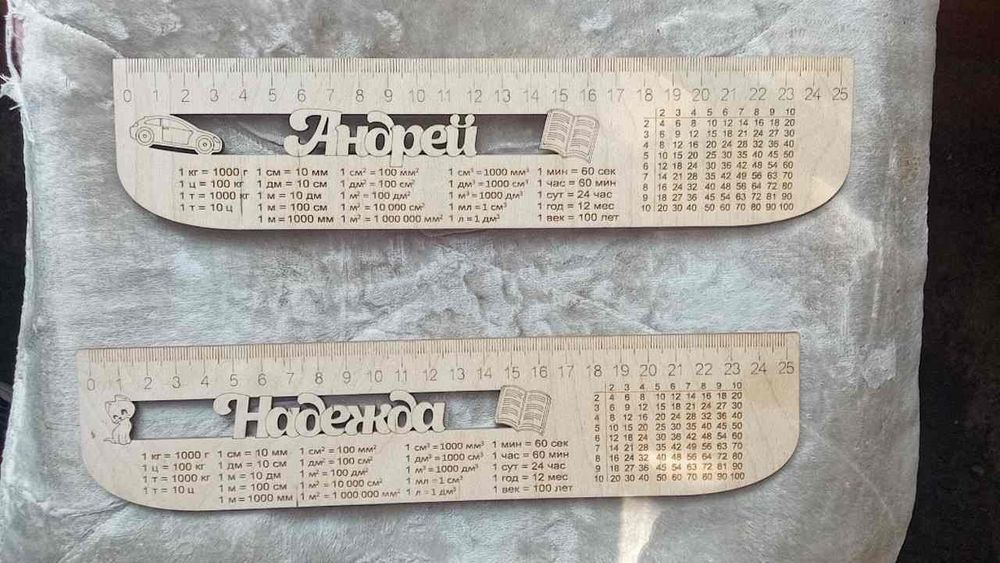 0 1 2 3 4 5 6 7 8 9 10 11 12 13 14 15 16 17 18 19 20 21 22 23 24 25
Андрей
1 кг = 1000 г 1 см = 10 мм 1 см² = 100 мм² 1 см³ = 1000 мм³ 1 мин = 60 сек
1 ц = 100 кг 1 дм = 10 см 1 дм² = 100 см² 1 дм³ = 1000 см³ 1 час = 60 мин
1 т = 1000 кг 1 м = 10 дм 1 м² = 100 дм² 1 м³ = 1000 дм³ 1 сут = 24 час
1 т = 10 ц 1 м = 100 см 1 м² = 10 000 см² 1 мл = 1 см³ 1 год = 12 мес
1 м = 1000 мм 1 м² = 1 000 000 мм² 1 л = 1 дм³ 1 век = 100 лет
2 3 4 5 6 7 8 9 10
2 4 6 8 10 12 14 16 18 20
3 6 9 12 15 18 21 24 27 30
4 8 12 16 20 24 28 32 36 40
5 10 15 20 25 30 35 40 45 50
6 12 18 24 30 36 42 48 54 60
7 14 21 28 35 42 49 56 63 70
8 16 24 32 40 48 56 64 72 80
9 18 27 36 45 54 63 72 81 90
10 20 30 40 50 60 70 80 90 100
0 1 2 3 4 5 6 7 8 9 10 11 12 13 14 15 16 17 18 19 20 21 22 23 24 25
Надежда
1 кг = 1000 г 1 см = 10 мм 1 см² = 100 мм² 1 см³ = 1000 мм³ 1 мин = 60 сек
1 ц = 100 кг 1 дм = 10 см 1 дм² = 100 см² 1 дм³ = 1000 см³ 1 час = 60 мин
1 т = 1000 кг 1 м = 10 дм 1 м² = 100 дм² 1 м³ = 1000 дм³ 1 сут = 24 час
1 т = 10 ц 1 м = 100 см 1 м² = 10 000 см² 1 мл = 1 см³ 1 год = 12 мес
1 м = 1000 мм 1 м² = 1 000 000 мм² 1 л = 1 дм³ 1 век = 100 лет
2 3 4 5 6 7 8 9 10
2 4 6 8 10 12 14 16 18 20
3 6 9 12 15 18 21 24 27 30
4 8 12 16 20 24 28 32 36 40
5 10 15 20 25 30 35 40 45 50
6 12 18 24 30 36 42 48 54 60
7 14 21 28 35 42 49 56 63 70
8 16 24 32 40 48 56 64 72 80
9 18 27 36 45 54 63 72 81 90
10 20 30 40 50 60 70 80 90 100